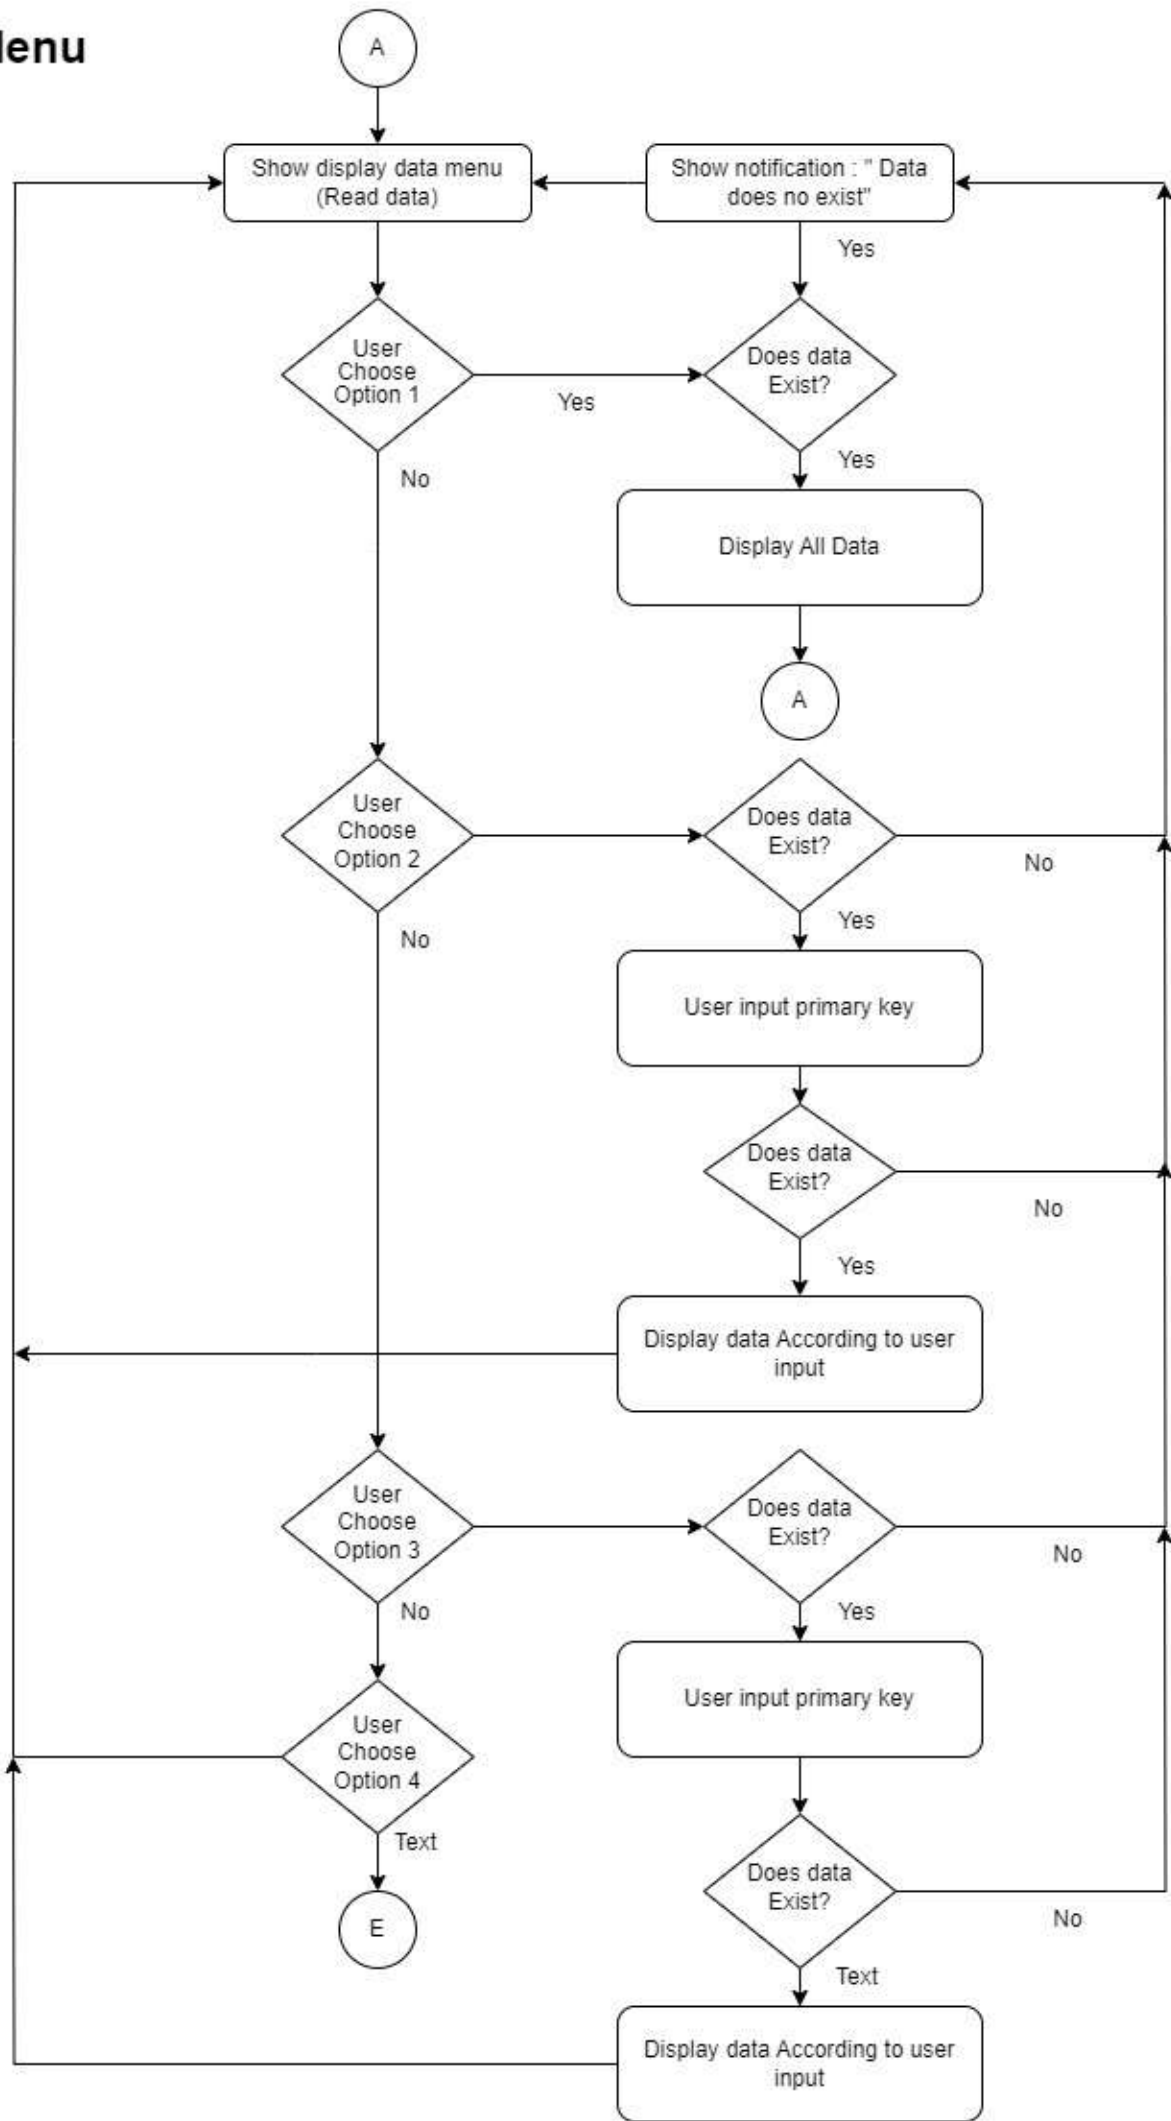 lenu
A
Show display data menu
(Read data)
Show notification : " Data
does no exist"
Yes
User
Choose
Option 1
Yes
Does data
Exist?
No
Yes
Display All Data
A
User
Choose
Option 2
Does data
Exist?
No
No
Yes
User input primary key
Does data
Exist?
No
Yes
Display data According to user
input
User
Choose
Option 3
Does data
Exist?
No
No
Yes
User input primary key
User
Choose
Option 4
Text
E
Does data
Exist?
No
Text
Display data According to user
input